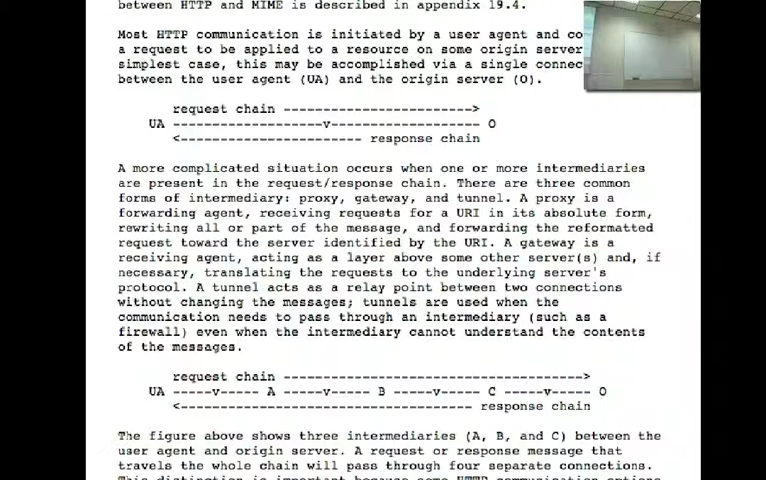 between HTTP and MIME is described in appendix 19.4.
Most HTTP communication is initiated by a user agent and co
a request to be applied to a resource on some origin server
simplest case, this may be accomplished via a single connec
between the user agent (UA) and the origin server (O).
request chain ------------------------>
UA -------------------v------------------- O
<----------------------- response chain
A more complicated situation occurs when one or more intermediaries
are present in the request/response chain. There are three common
forms of intermediary: proxy, gateway, and tunnel. A proxy is a
forwarding agent, receiving requests for a URI in its absolute form,
rewriting all or part of the message, and forwarding the reformatted
request toward the server identified by the URI. A gateway is a
receiving agent, acting as a layer above some other server(s) and, if
necessary, translating the requests to the underlying server's
protocol. A tunnel acts as a relay point between two connections
without changing the messages; tunnels are used when the
communication needs to pass through an intermediary (such as a
firewall) even when the intermediary cannot understand the contents
of the messages.
request chain -------------------------------------->
UA -----v----- A -----v----- B -----v----- C -----v----- O
<------------------------------------- response chain
The figure above shows three intermediaries (A, B, and C) between the
user agent and origin server. A request or response message that
travels the whole chain will pass through four separate connections.
This distinction is important because some HTTP communication options